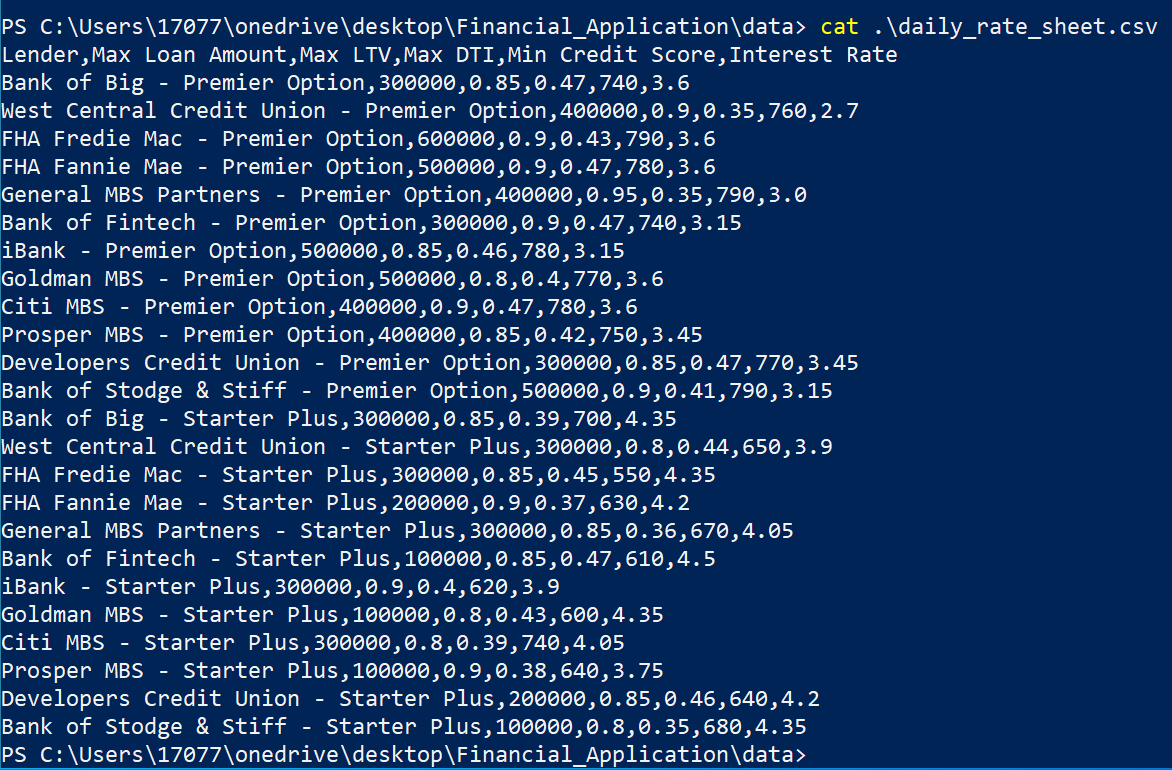 PS C:\Users\17077\onedrive\desktop\Financial_Application\data> cat .\daily_rate_sheet.csv
Lender,Max Loan Amount,Max LTV,Max DTI,Min Credit Score,Interest Rate
Bank of Big - Premier Option,300000,0.85,0.47,740,3.6
West Central Credit Union - Premier Option,400000,0.9,0.35,760,2.7
FHA Fredie Mac - Premier Option,600000,0.9,0.43,790,3.6
FHA Fannie Mae - Premier Option,500000,0.9,0.47,780,3.6
General MBS Partners - Premier Option,400000,0.95,0.35,790,3.0
Bank of Fintech - Premier Option,300000,0.9,0.47,740,3.15
iBank - Premier Option,500000,0.85,0.46,780,3.15
Goldman MBS - Premier Option,500000,0.8,0.4,770,3.6
Citi MBS - Premier Option,400000,0.9,0.47,780,3.6
Prosper MBS - Premier Option,400000,0.85,0.42,750,3.45
Developers Credit Union - Premier Option,300000,0.85,0.47,770,3.45
Bank of Stodge & Stiff - Premier Option,500000,0.9,0.41,790,3.15
Bank of Big - Starter Plus,300000,0.85,0.39,700,4.35
West Central Credit Union - Starter Plus,300000,0.8,0.44,650,3.9
FHA Fredie Mac - Starter Plus,300000,0.85,0.45,550,4.35
FHA Fannie Mae - Starter Plus,200000,0.9,0.37,630,4.2
General MBS Partners - Starter Plus,300000,0.85,0.36,670,4.05
Bank of Fintech - Starter Plus,100000,0.85,0.47,610,4.5
iBank - Starter Plus,300000,0.9,0.4,620,3.9
Goldman MBS - Starter Plus,100000,0.8,0.43,600,4.35
Citi MBS - Starter Plus,300000,0.8,0.39,740,4.05
Prosper MBS - Starter Plus,100000,0.9,0.38,640,3.75
Developers Credit Union - Starter Plus,200000,0.85,0.46,640,4.2
Bank of Stodge & Stiff - Starter Plus,100000,0.8,0.35,680,4.35
PS C:\Users\17077\onedrive\desktop\Financial_Application\data>